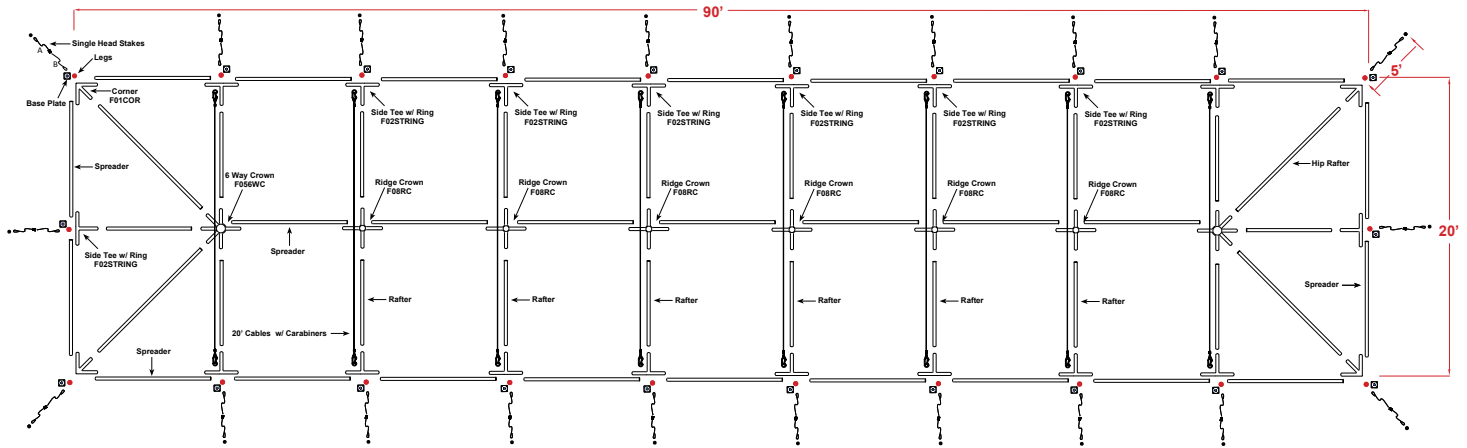 90’
Single Head Stakes
A
B
Legs
Base Plate
Corner
F01COR
5’
Side Tee w/ Ring
F02STRING
Side Tee w/ Ring
F02STRING
Side Tee w/ Ring
F02STRING
Side Tee w/ Ring
F02STRING
Side Tee w/ Ring
F02STRING
Side Tee w/ Ring
F02STRING
Spreader
Hip Rafter
6 Way Crown
F056WC
Ridge Crown
F08RC
Ridge Crown
F08RC
Ridge Crown
F08RC
Ridge Crown
F08RC
Ridge Crown
F08RC
Ridge Crown
F08RC
20’
Side Tee w/ Ring
F02STRING
Spreader
Spreader
Rafter
Rafter
Rafter
Rafter
Rafter
Rafter
20’ Cables w/ Carabiners
Spreader